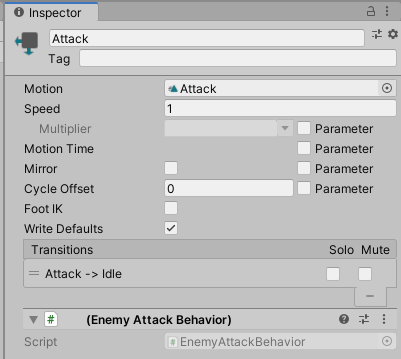 Inspector
Attack
Tag
Motion Attack
Speed 1
Multiplier Parameter
Motion Time Parameter
Mirror Parameter
Cycle Offset 0 Parameter
Foot IK
Write Defaults
Transitions Solo Mute
Attack -> Idle
# (Enemy Attack Behavior)
Script # EnemyAttackBehavior